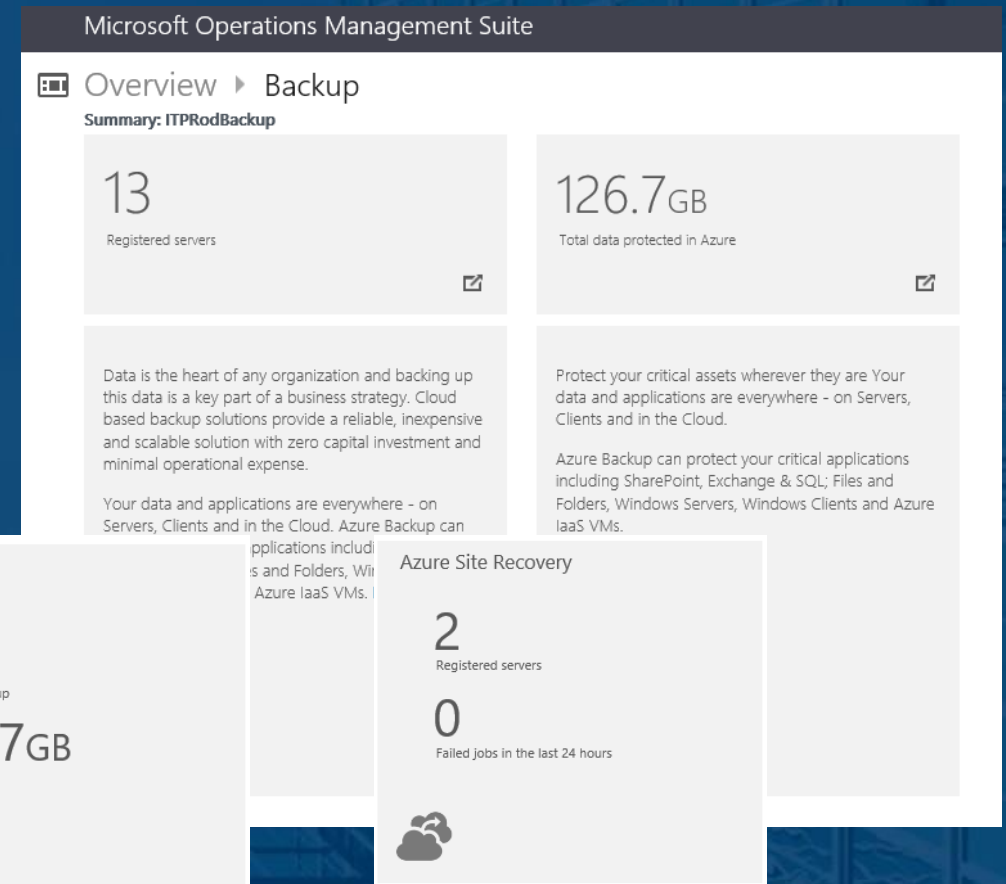 Microsoft Operations Management Suite
Overview Backup
Summary: ITPRodBackup
13
Registered servers
126.7GB
Total data protected in Azure
Data is the heart of any organization and backing up
this data is a key part of a business strategy. Cloud
based backup solutions provide a reliable, inexpensive
and scalable solution with zero capital investment and
minimal operational expense.
Your data and applications are everywhere - on
Servers, Clients and in the Cloud. Azure Backup can
Azure IaaS VMs.
Protect your critical assets wherever they are Your
data and applications are everywhere - on Servers,
Clients and in the Cloud.
Azure Backup can protect your critical applications
including SharePoint, Exchange & SQL; Files and
Folders, Windows Servers, Windows Clients and Azure
IaaS VMs.
7GB
Azure Site Recovery
2
Registered servers
0
Failed jobs in the last 24 hours